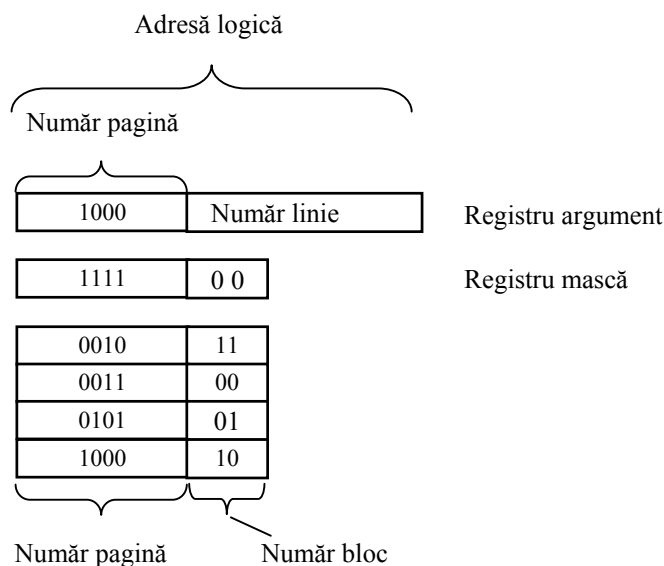 Adresă logică
Număr pagină
1000 Număr linie Registru argument
1111 0 0 Registru mască
0010 11
0011 00
0101 01
1000 10
Număr pagină Număr bloc